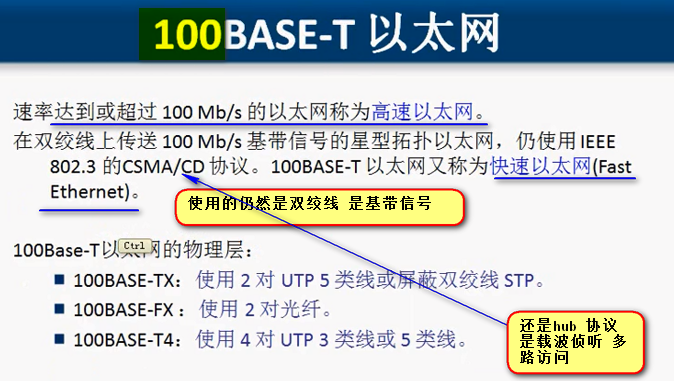 100BASE-T 以太网
速率达到或超过 100 Mb/s 的以太网称为高速以太网。
在双绞线上传送 100 Mb/s 基带信号的星型拓扑以太网，仍使用 IEEE
802.3 的CSMA/CD 协议。100BASE-T 以太网又称为快速以太网(Fast
Ethernet)。
使用的仍然是双绞线 是基带信号
100Base-T以 网的物理层：
Ctrl
■ 100BASE-TX：使用 2 对 UTP 5 类线或屏蔽双绞线 STP。
■ 100BASE-FX ：使用 2 对光纤。
■ 100BASE-T4：使用 4 对 UTP 3 类线或 5 类线。
还是hub 协议
是载波侦听 多
路访问